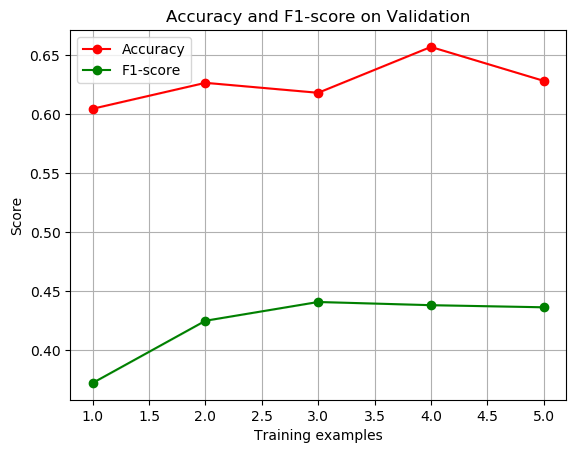 Accuracy and F1-score on Validation
Accuracy
F1-score
0.65
0.60
0.55
0.50
0.45
0.40
Score
1.0 1.5 2.0 2.5 3.0 3.5 4.0 4.5 5.0
Training examples